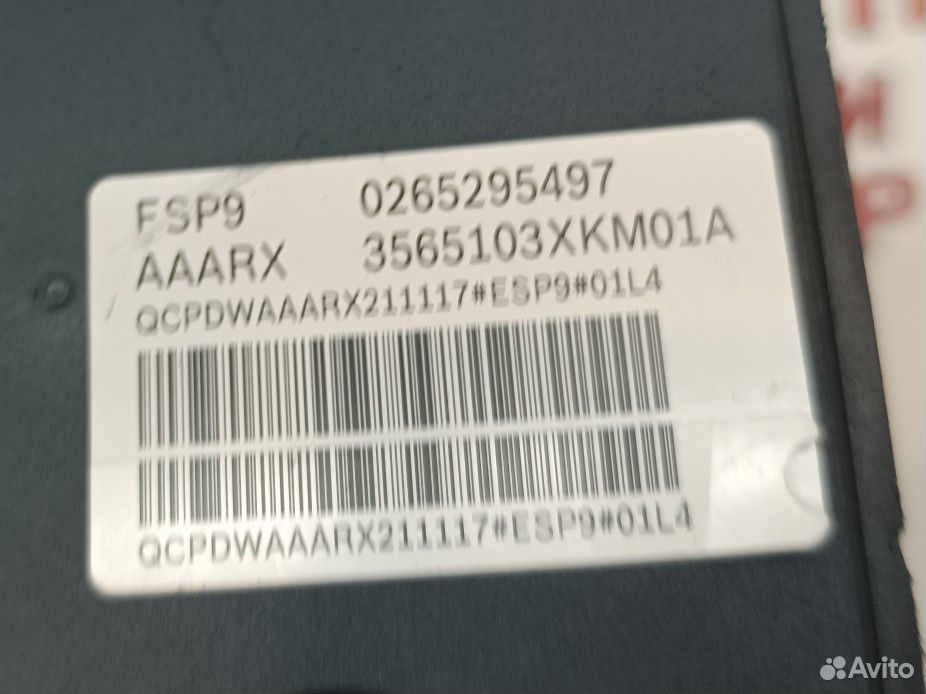 ESP9 0265295497
AAARX 3565103XKM01A
QCPDWAAARX211117#ESP9#01L4
QCPDWAAARX211117#ESP9#01L4
Avito